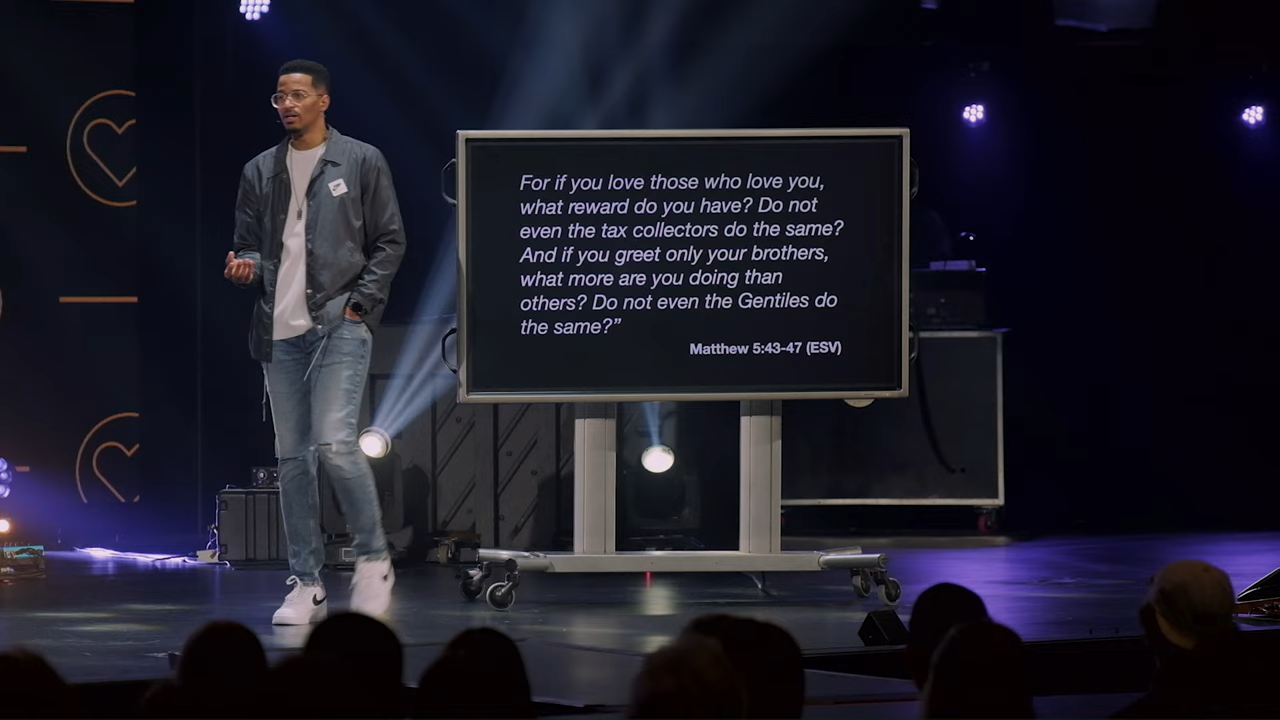 For if you love those who love you,
what reward do you have? Do not
even the tax collectors do the same?
And if you greet only your brothers,
what more are you doing than
others? Do not even the Gentiles do
the same?”
Matthew 5:43-47 (ESV)